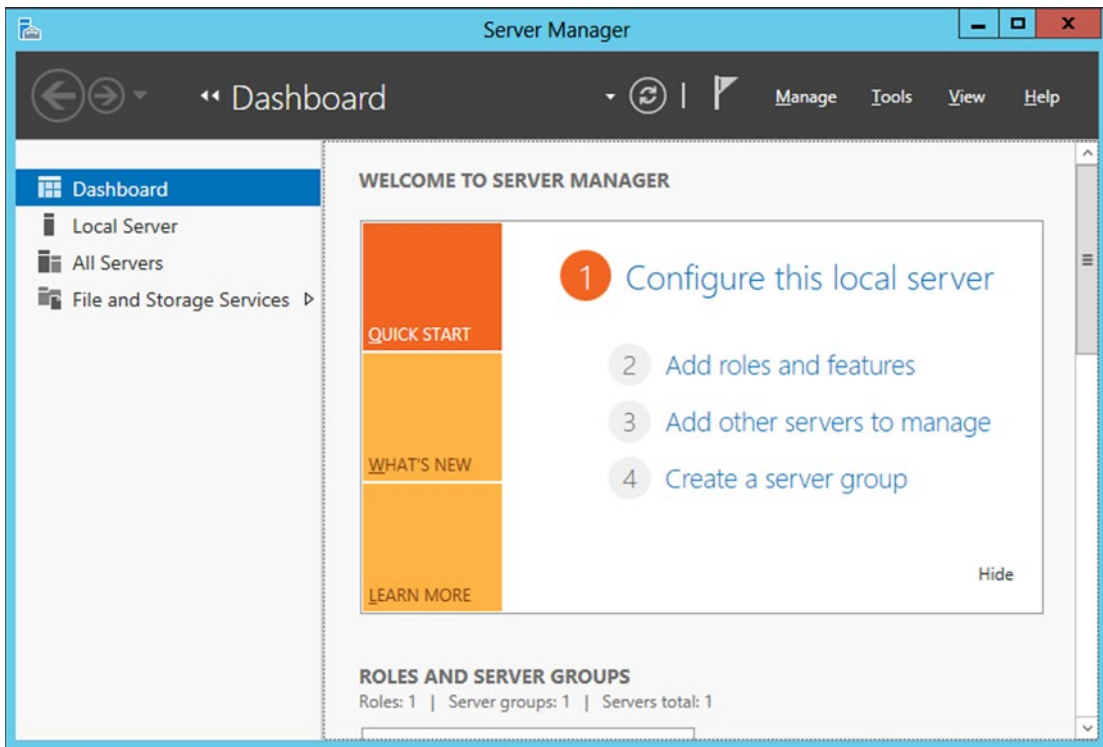 Server Manager
Dashboard
Manage Tools View Help
Dashboard
Local Server
All Servers
File and Storage Services
WELCOME TO SERVER MANAGER
QUICK START
WHAT'S NEW
LEARN MORE
1 Configure this local server
2 Add roles and features
3 Add other servers to manage
4 Create a server group
Hide
ROLES AND SERVER GROUPS
Roles: 1 | Server groups: 1 | Servers total: 1